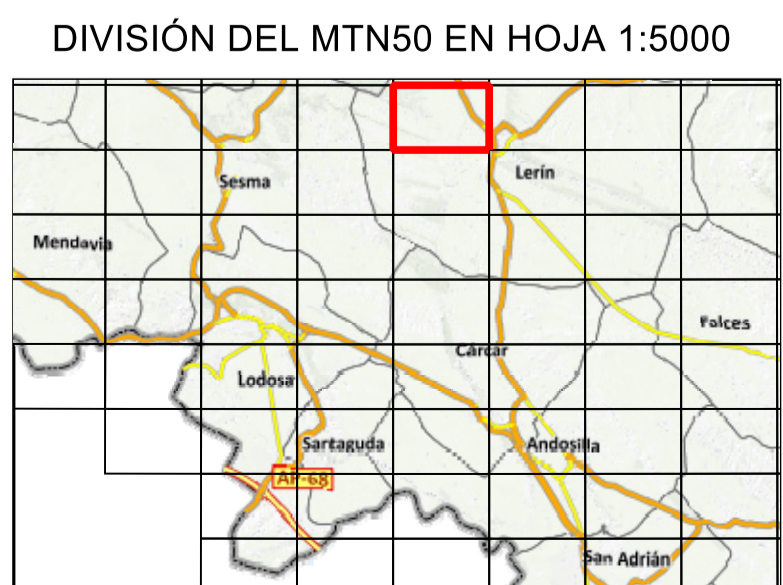 DIVISIÓN DEL MTN50 EN HOJA 1:5000
Lerín
Sesma
Mendavia
Falces
Cárcar
Lodosa
Sartaguda
Andosilla
AP-68
San Adrián